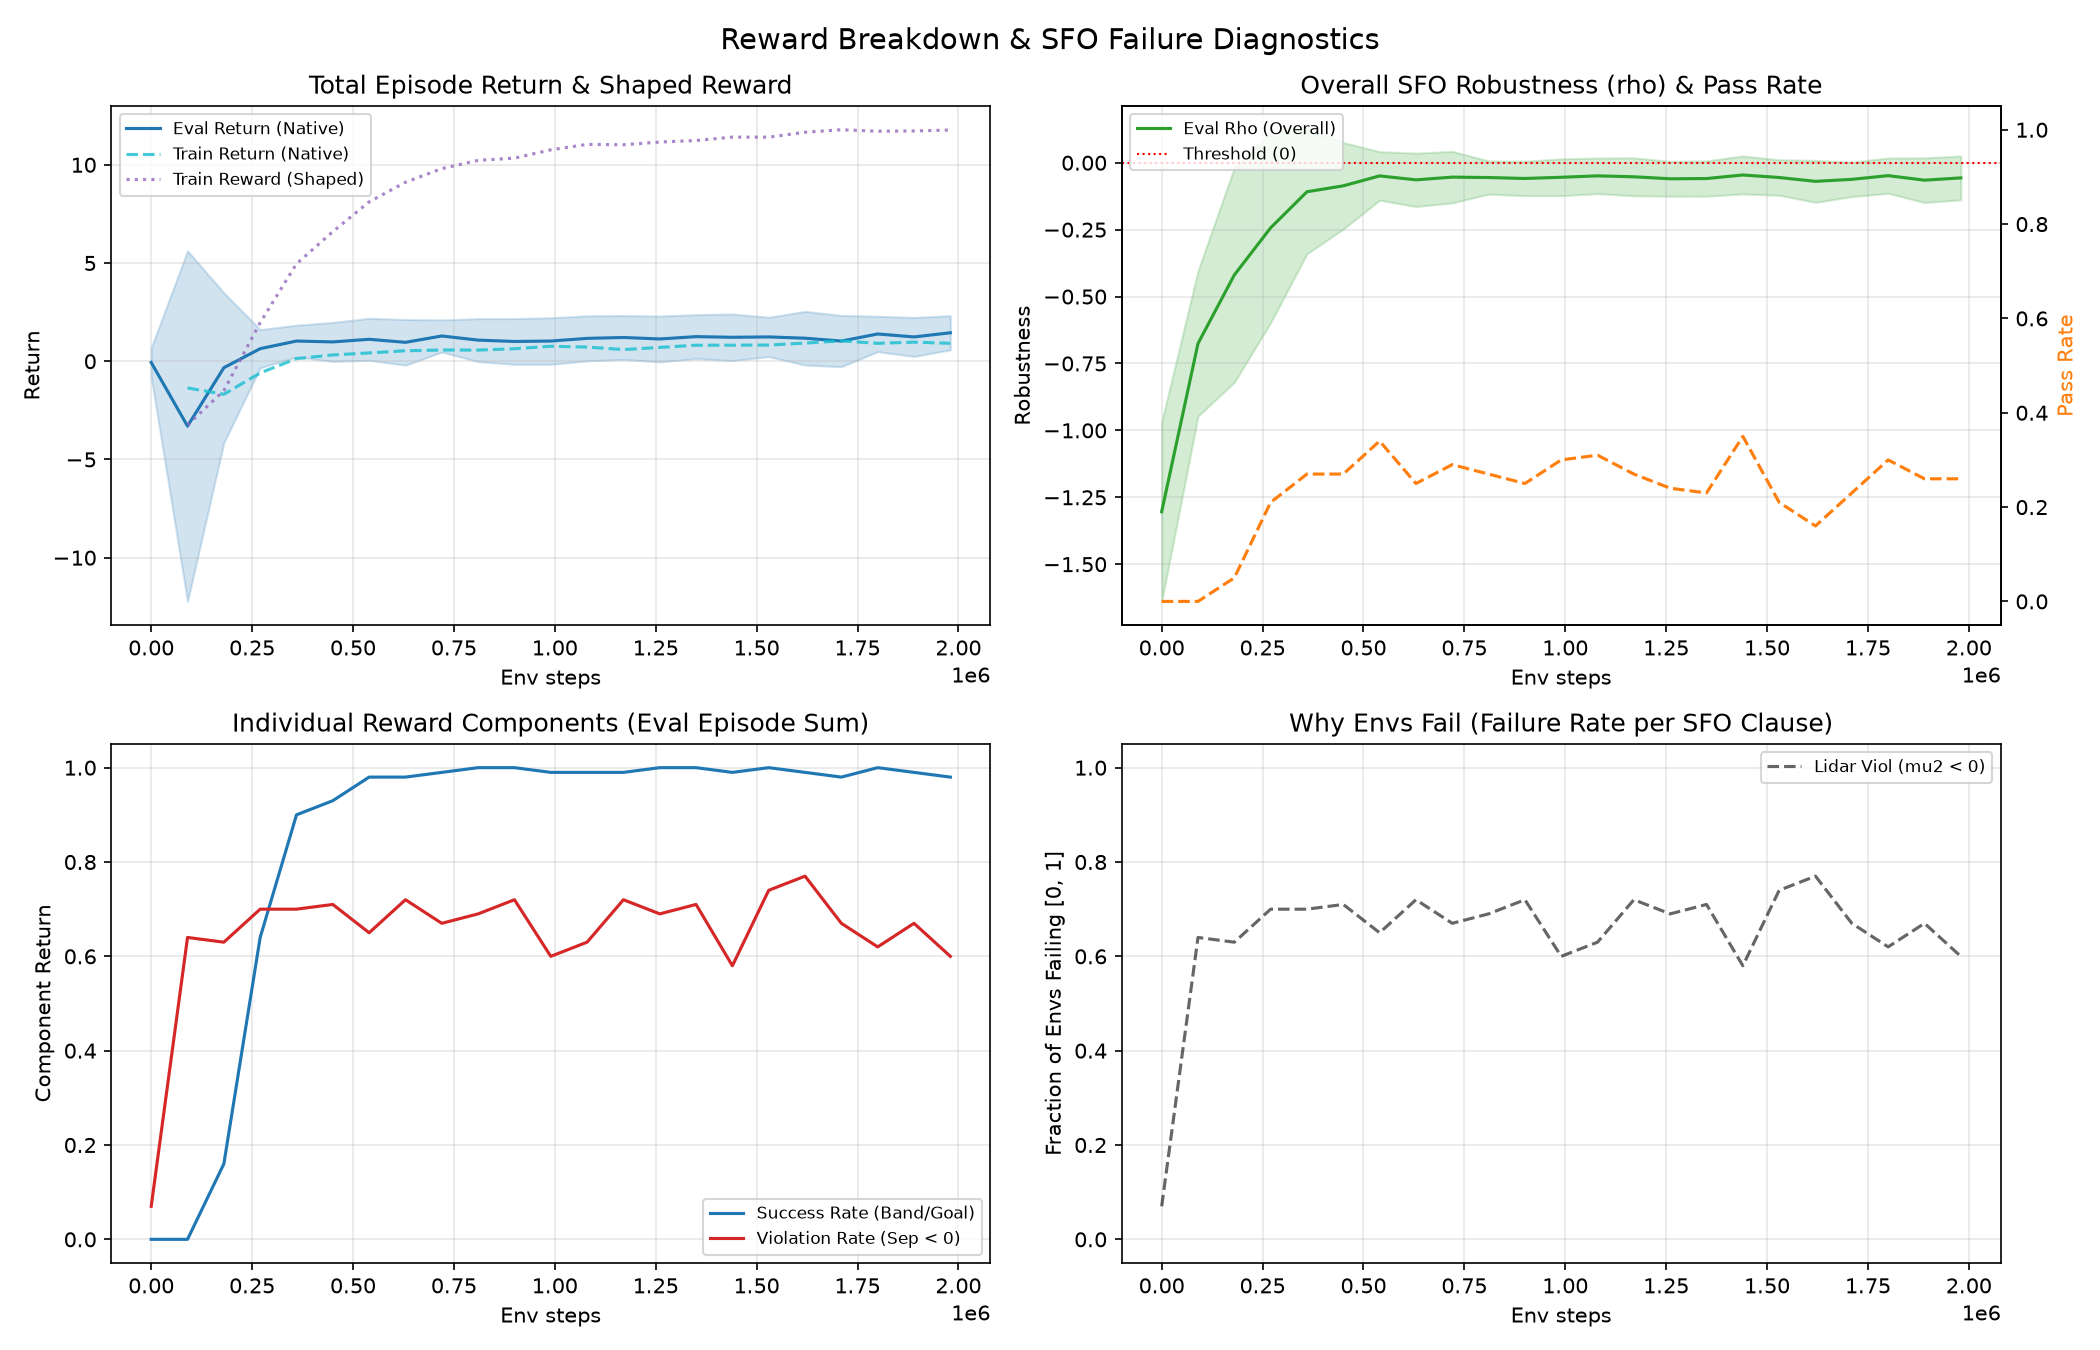 Reward Breakdown & SFO Failure Diagnostics
Total Episode Return & Shaped Reward
Eval Return (Native)
Train Return (Native)
Train Reward (Shaped)
Return
10
5
0
−5
−10
0.00 0.25 0.50 0.75 1.00 1.25 1.50 1.75 2.00
1e6
Env steps
Overall SFO Robustness (rho) & Pass Rate
Eval Rho (Overall)
Threshold (0)
Robustness
0.00
−0.25
−0.50
−0.75
−1.00
−1.25
−1.50
Pass Rate
1.0
0.8
0.6
0.4
0.2
0.0
0.00 0.25 0.50 0.75 1.00 1.25 1.50 1.75 2.00
1e6
Env steps
Individual Reward Components (Eval Episode Sum)
Component Return
1.0
0.8
0.6
0.4
0.2
0.0
Success Rate (Band/Goal)
Violation Rate (Sep < 0)
0.00 0.25 0.50 0.75 1.00 1.25 1.50 1.75 2.00
1e6
Env steps
Why Envs Fail (Failure Rate per SFO Clause)
Lidar Viol (mu2 < 0)
Fraction of Envs Failing [0, 1]
1.0
0.8
0.6
0.4
0.2
0.0
0.00 0.25 0.50 0.75 1.00 1.25 1.50 1.75 2.00
1e6
Env steps